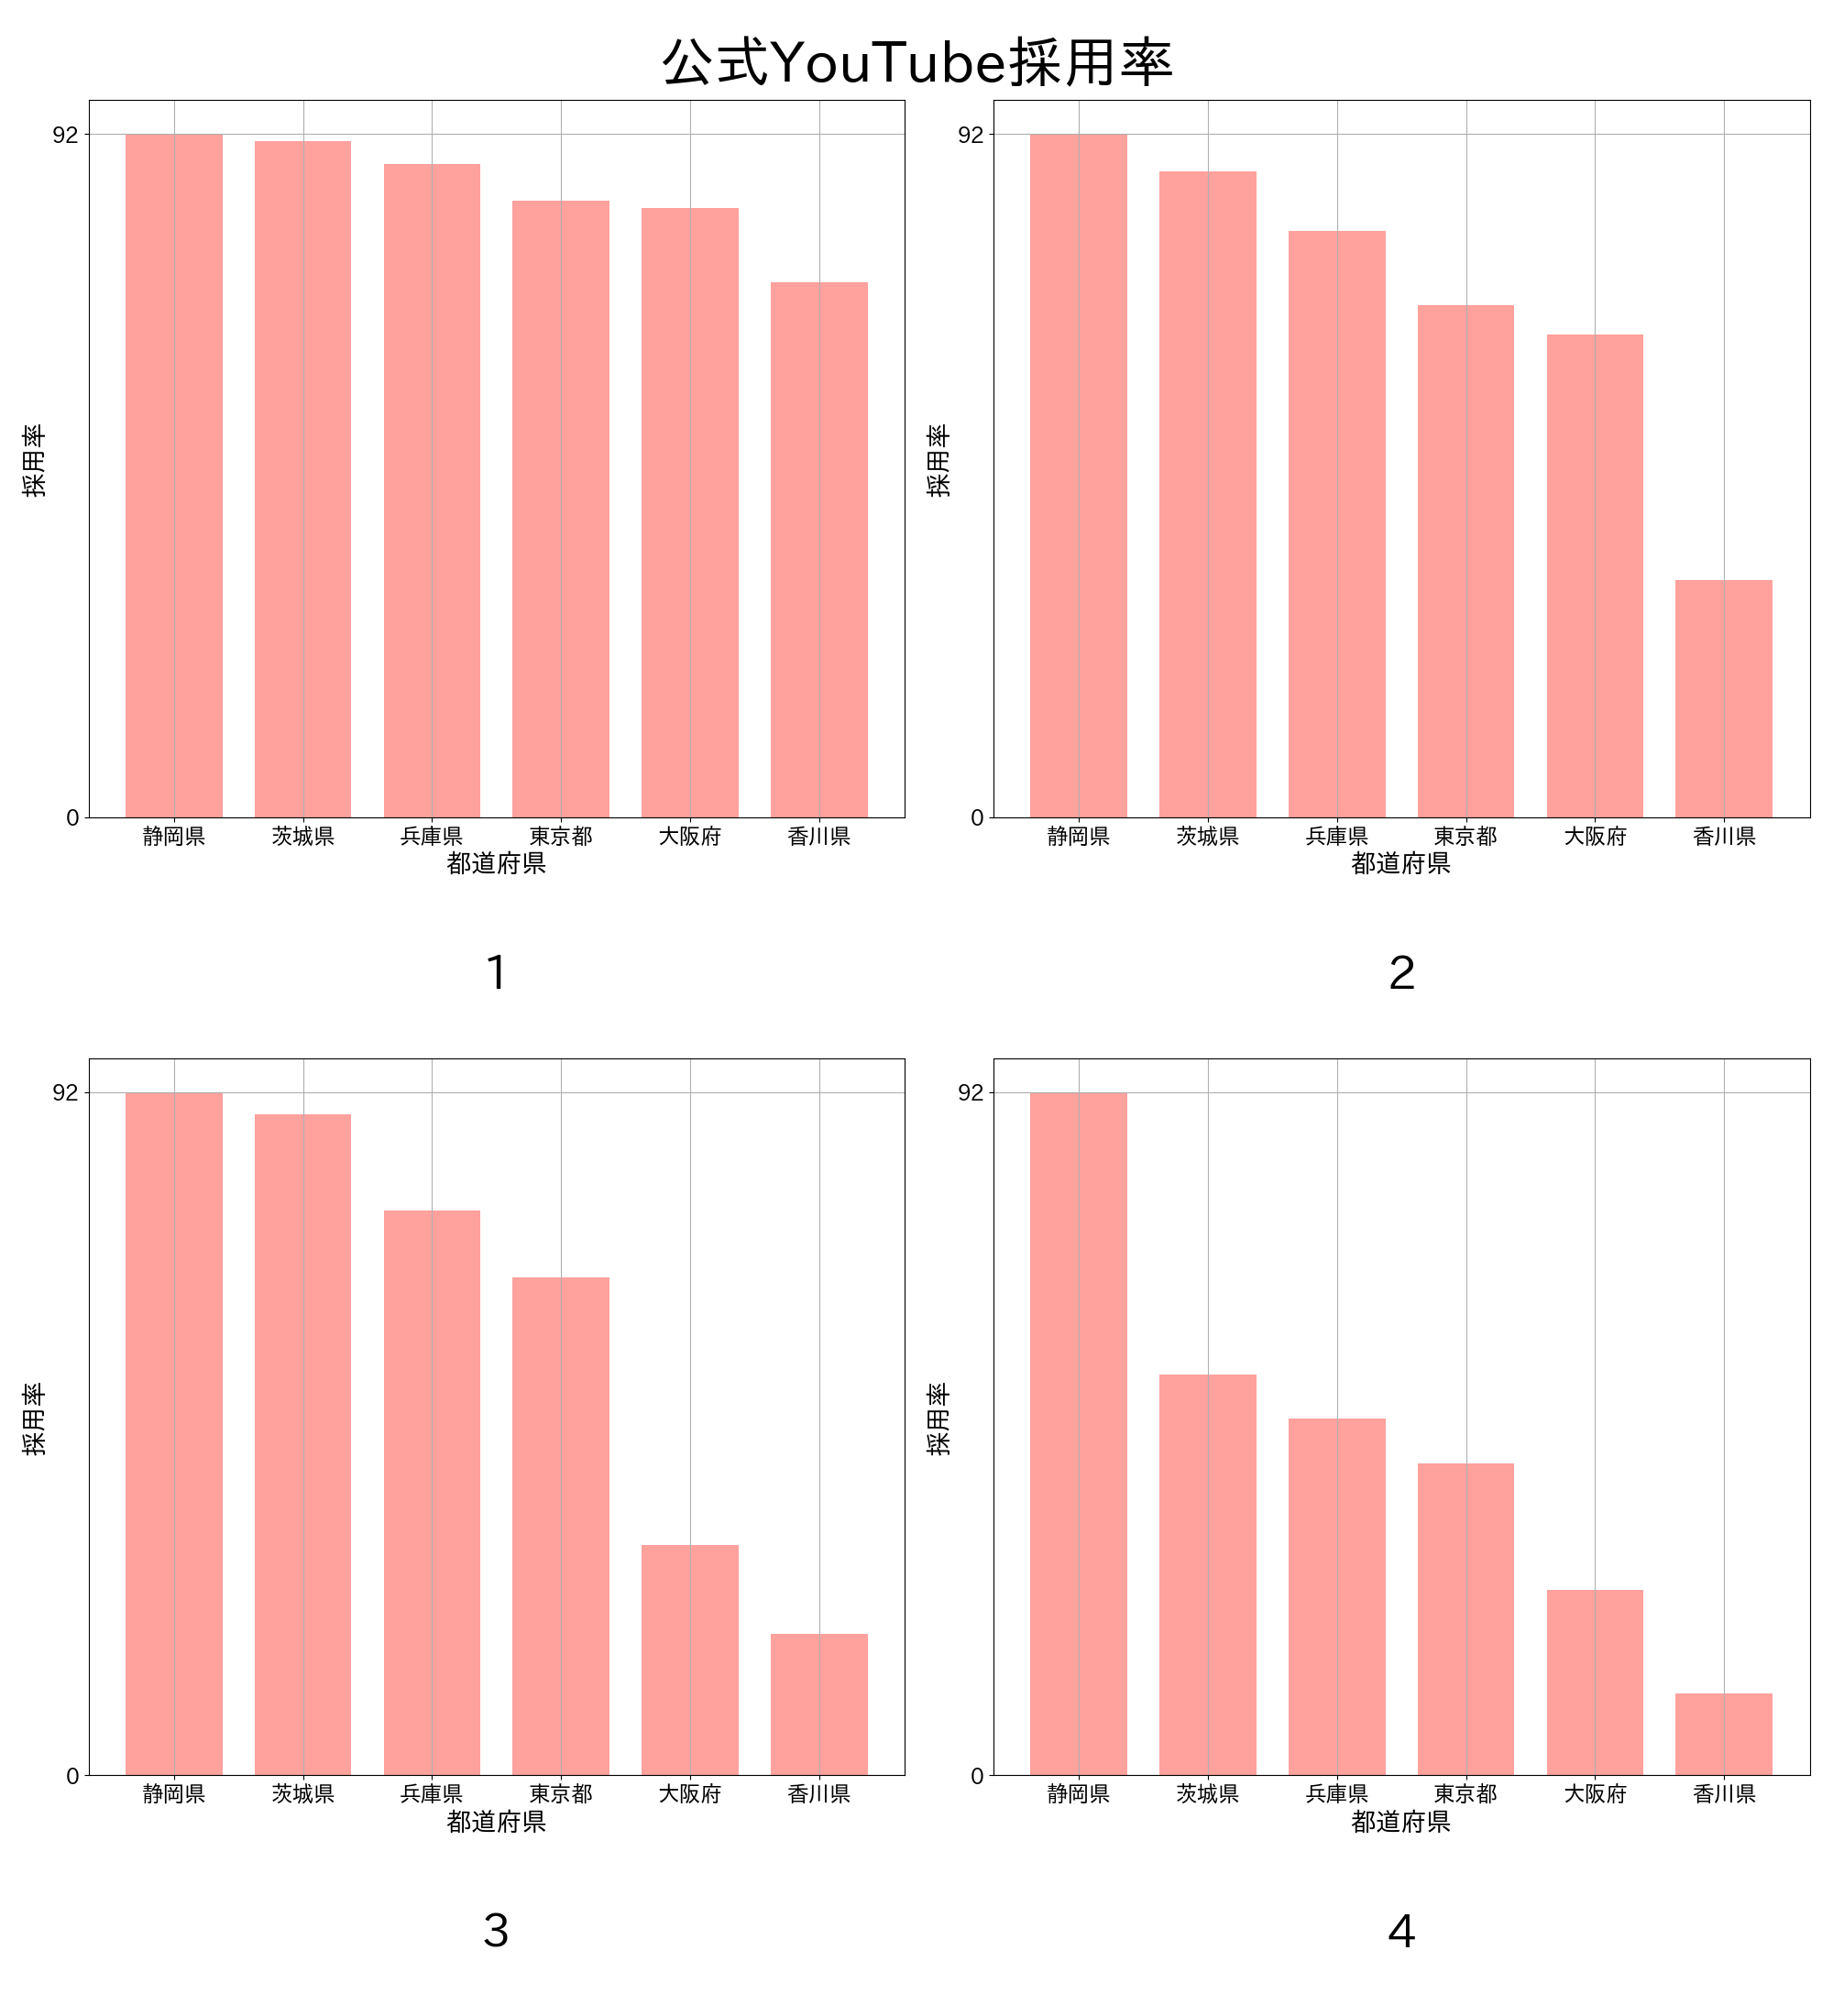 公式YouTube採用率
92
0
採用率
静岡県 茨城県 兵庫県 東京都 大阪府 香川県
都道府県
1
92
0
採用率
静岡県 茨城県 兵庫県 東京都 大阪府 香川県
都道府県
2
92
0
採用率
静岡県 茨城県 兵庫県 東京都 大阪府 香川県
都道府県
3
92
0
採用率
静岡県 茨城県 兵庫県 東京都 大阪府 香川県
都道府県
4